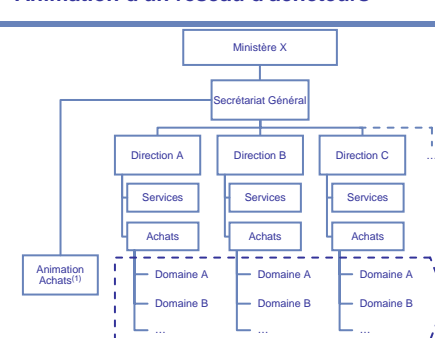 Animation d'un réseau d'acheteurs
Ministère X
Secrétariat Général
Direction A
Direction B
Direction C
...
Services
Services
Services
Achats
Achats
Achats
Animation
Achats(1)
Domaine A
Domaine A
Domaine A
Domaine B
Domaine B
Domaine B
...
...
...